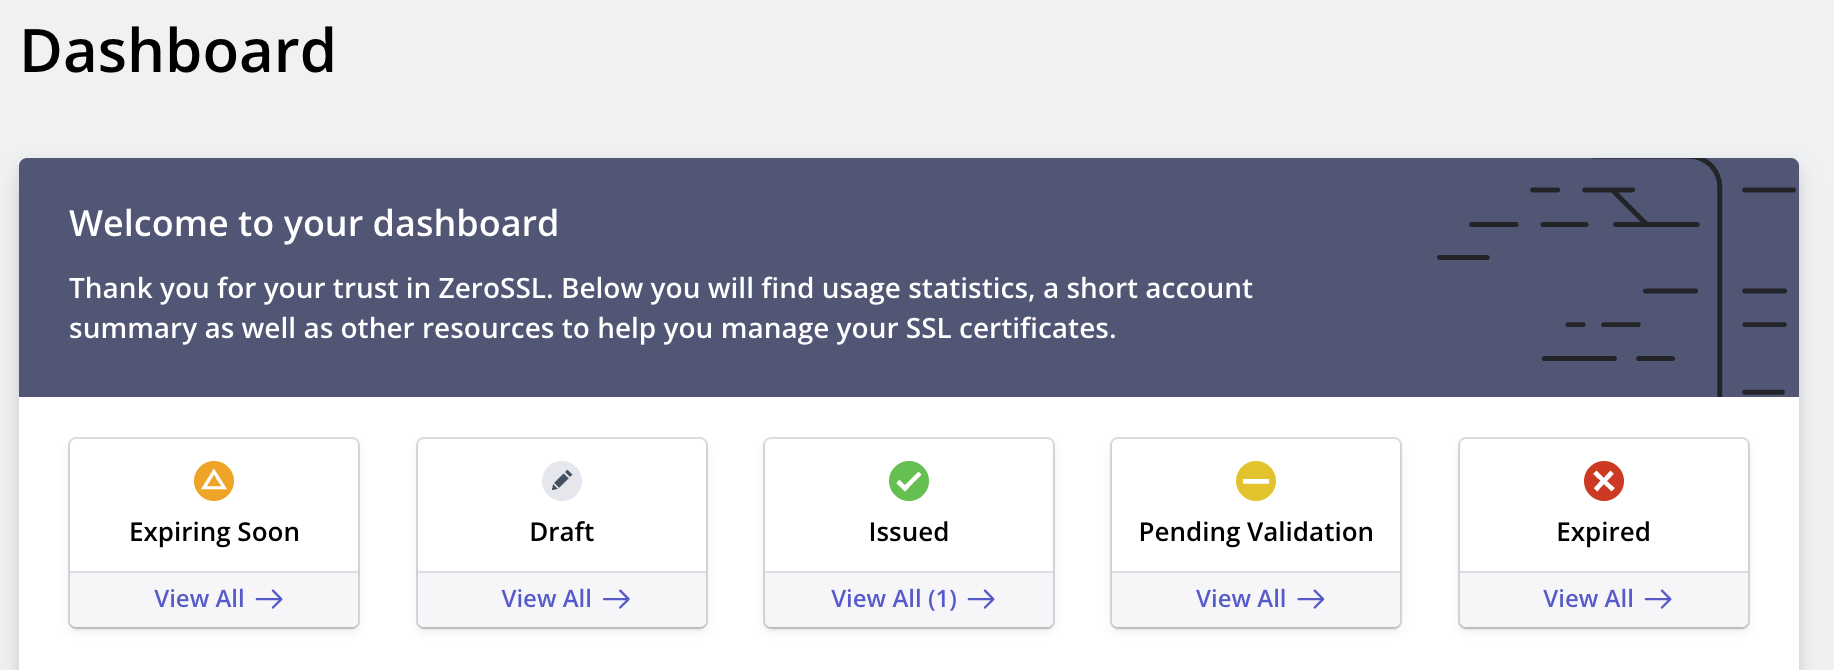 Dashboard
Welcome to your dashboard
Thank you for your trust in ZeroSSL. Below you will find usage statistics, a short account
summary as well as other resources to help you manage your SSL certificates.
Expiring Soon
View All
Draft
View All
Issued
View All (1)
Pending Validation
View All
Expired
View All